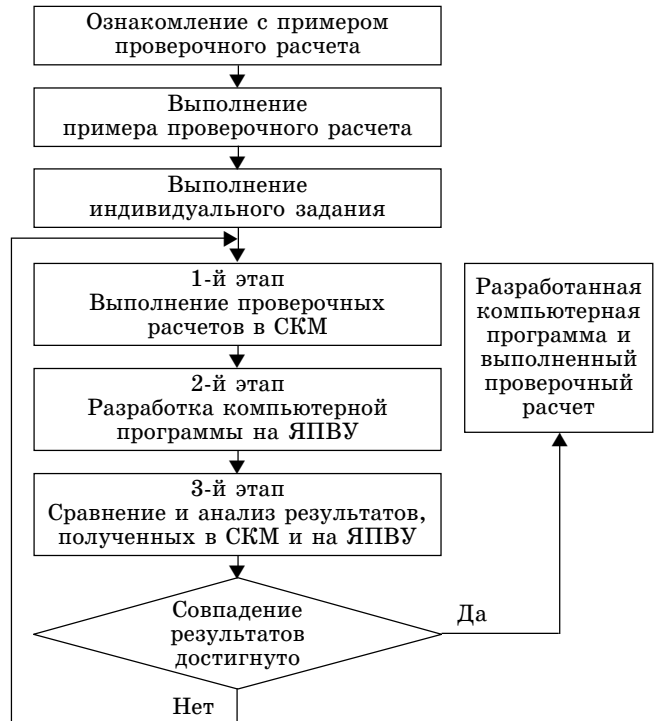 Ознакомление с примером
проверочного расчета
Выполнение
примера проверочного расчета
Выполнение
индивидуального задания
1-й этап
Выполнение проверочных
расчетов в СКМ
2-й этап
Разработка компьютерной
программы на ЯПВУ
3-й этап
Сравнение и анализ результатов,
полученных в СКМ и на ЯПВУ
Совпадение
результатов
достигнуто
Да
Нет
Разработанная
компьютерная
программа и
выполненный
проверочный
расчет